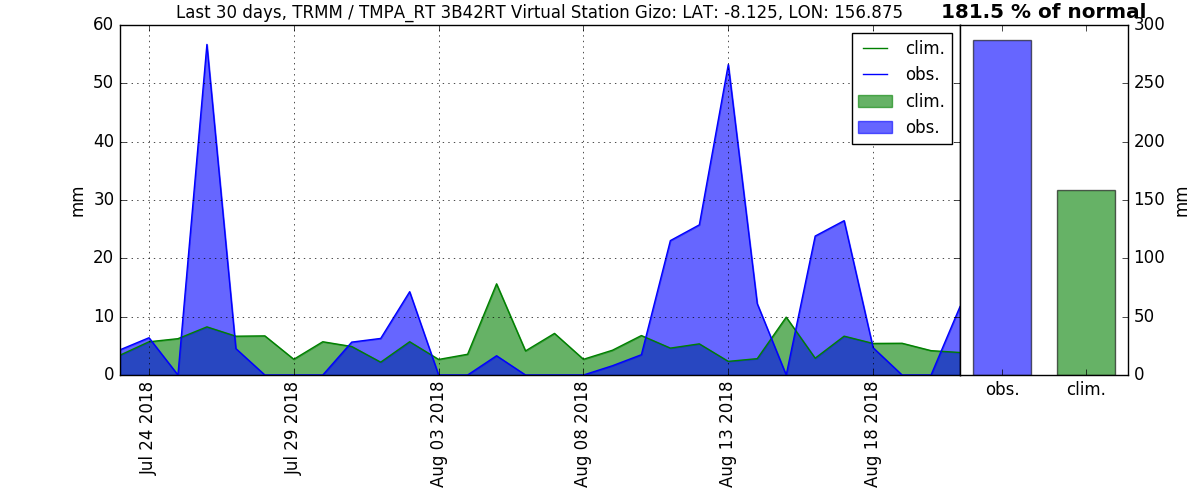 Last 30 days, TRMM / TMPA_RT 3B42RT Virtual Station Gizo: LAT: -8.125, LON: 156.875
181.5 % of normal
60
50
40
30
20
10
0
mm
clim.
obs.
clim.
obs.
Jul 24 2018
Jul 29 2018
Aug 03 2018
Aug 08 2018
Aug 13 2018
Aug 18 2018
300
250
200
150
100
50
0
mm
obs.
clim.